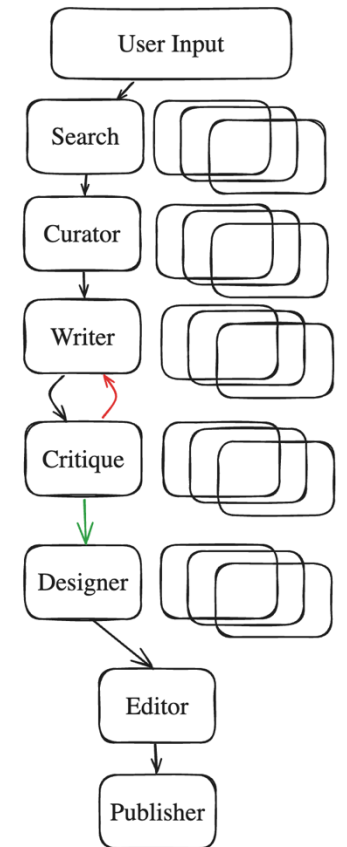 User Input
Search
Curator
Writer
Critique
Designer
Editor
Publisher